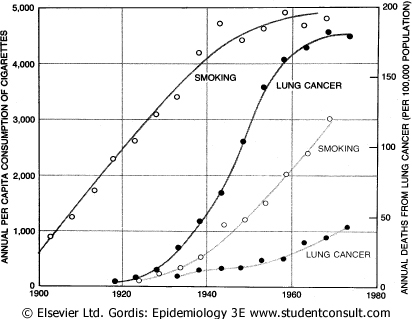 ANNUAL PER CAPITA CONSUMPTION OF CIGARETTES
5,000
4,000
3,000
2,000
1,000
0
SMOKING
LUNG CANCER
SMOKING
LUNG CANCER
200
150
100
50
0
ANNUAL DEATHS FROM LUNG CANCER (PER 100,000 POPULATION)
1900
1920
1940
1960
1980
© Elsevier Ltd. Gordis: Epidemiology 3E www.studentconsult.com